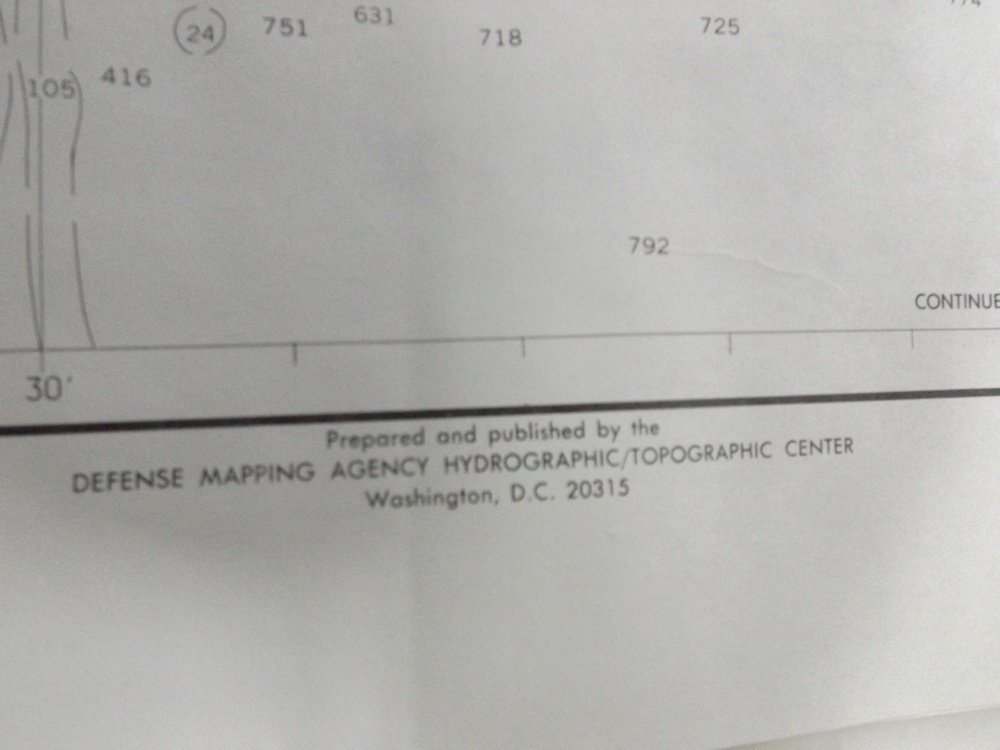 (24) 751 631 718 725
105 416
792
CONTINUE
30'
Prepared and published by the
DEFENSE MAPPING AGENCY HYDROGRAPHIC/TOPOGRAPHIC CENTER
Washington, D.C. 20315